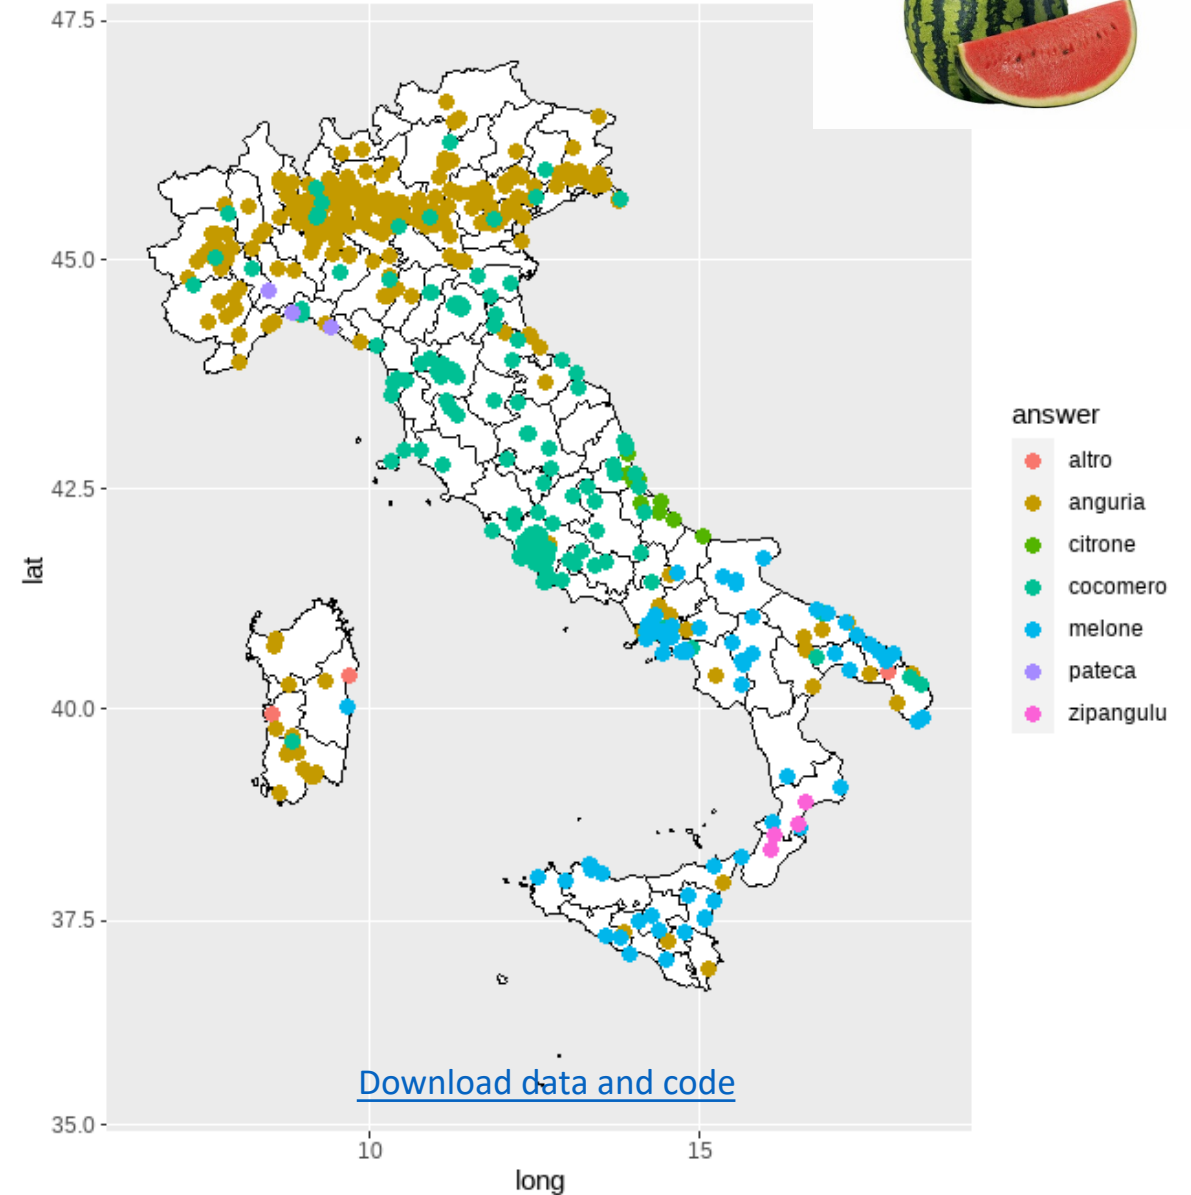 47.5
45.0
42.5
40.0
37.5
35.0
lat
10
15
long
Download data and code
answer
altro
anguria
citrone
cocomero
melone
pateca
zipangulu